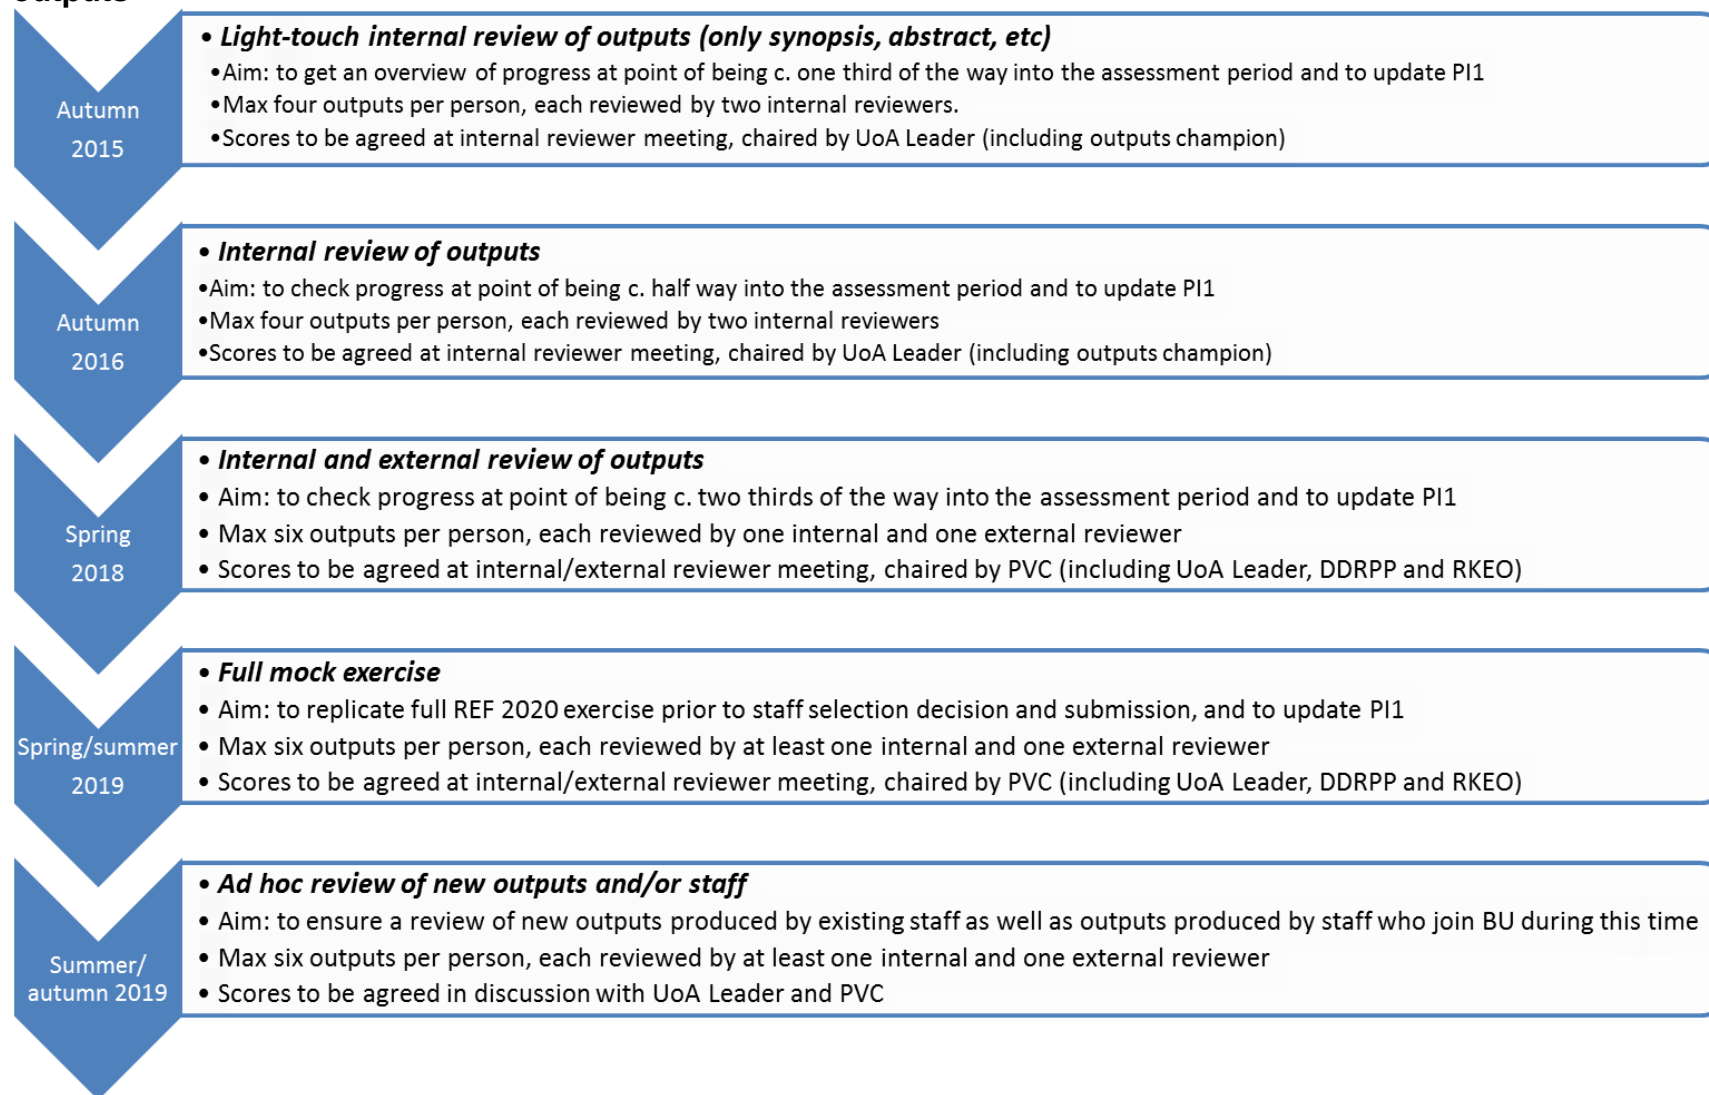 outputs
Autumn
2015
• Light-touch internal review of outputs (only synopsis, abstract, etc)
•Aim: to get an overview of progress at point of being c. one third of the way into the assessment period and to update PI1
•Max four outputs per person, each reviewed by two internal reviewers.
•Scores to be agreed at internal reviewer meeting, chaired by UoA Leader (including outputs champion)
Autumn
2016
• Internal review of outputs
•Aim: to check progress at point of being c. half way into the assessment period and to update PI1
•Max four outputs per person, each reviewed by two internal reviewers
•Scores to be agreed at internal reviewer meeting, chaired by UoA Leader (including outputs champion)
Spring
2018
• Internal and external review of outputs
• Aim: to check progress at point of being c. two thirds of the way into the assessment period and to update PI1
• Max six outputs per person, each reviewed by one internal and one external reviewer
• Scores to be agreed at internal/external reviewer meeting, chaired by PVC (including UoA Leader, DDRPP and RKEO)
Spring/summer
2019
• Full mock exercise
• Aim: to replicate full REF 2020 exercise prior to staff selection decision and submission, and to update PI1
• Max six outputs per person, each reviewed by at least one internal and one external reviewer
• Scores to be agreed at internal/external reviewer meeting, chaired by PVC (including UoA Leader, DDRPP and RKEO)
Summer/
autumn 2019
• Ad hoc review of new outputs and/or staff
• Aim: to ensure a review of new outputs produced by existing staff as well as outputs produced by staff who join BU during this time
• Max six outputs per person, each reviewed by at least one internal and one external reviewer
• Scores to be agreed in discussion with UoA Leader and PVC